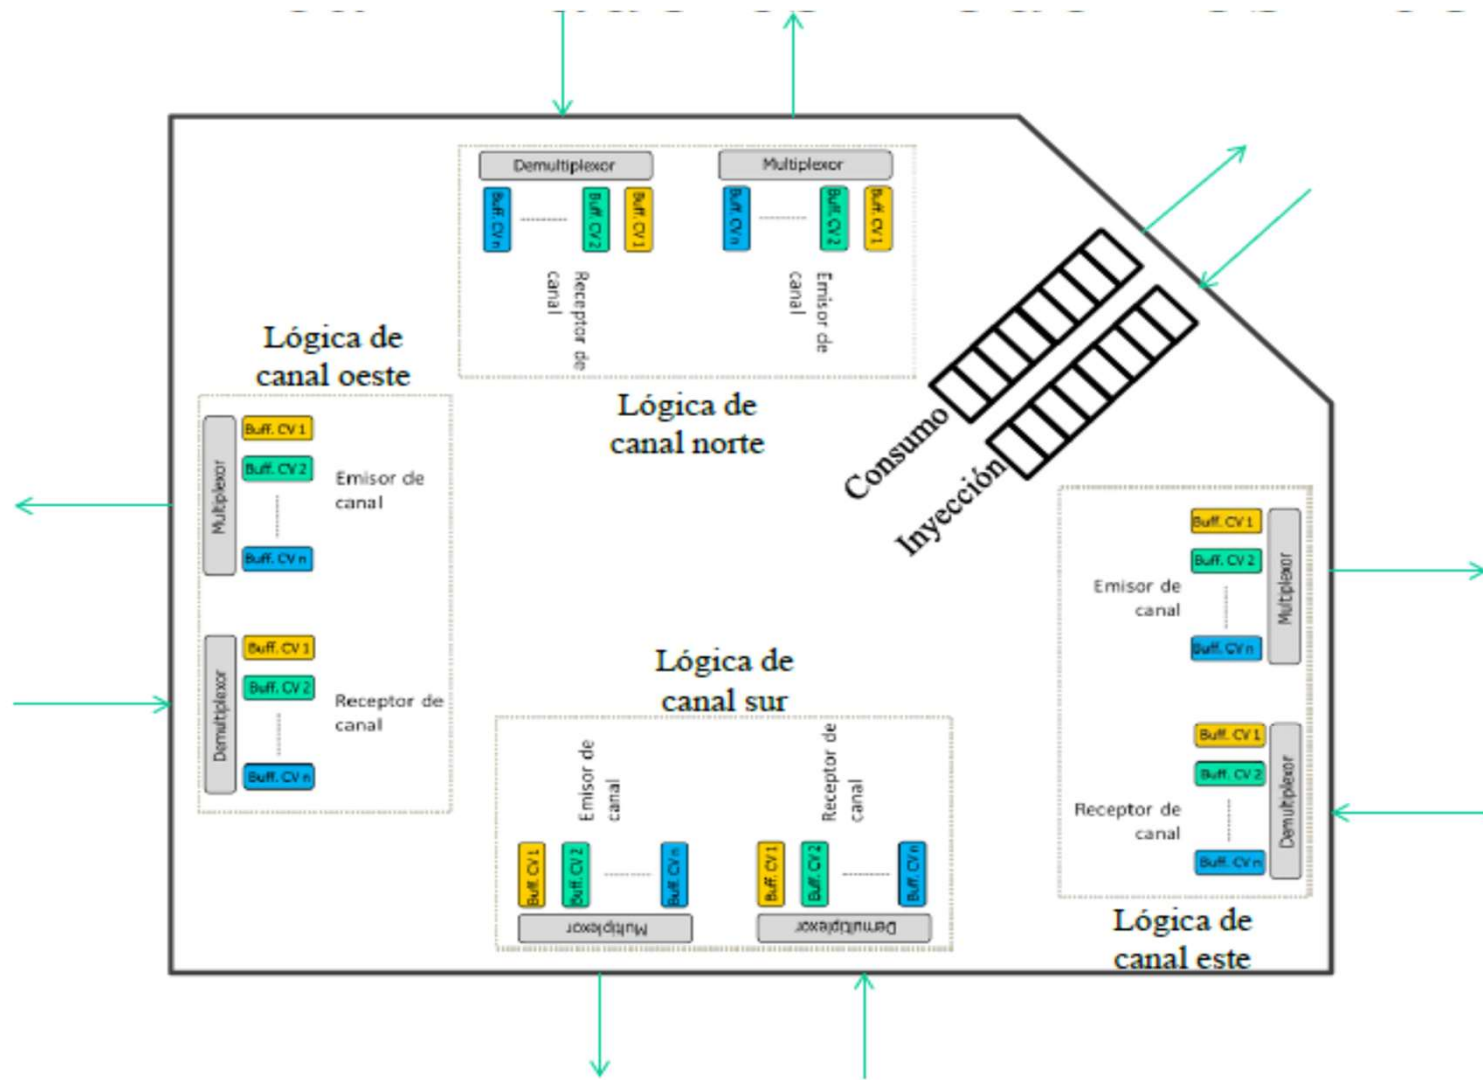 Demultiplexor
Multiplexor
Buff. CV n
Buff. CV 2
Buff. CV 1
Buff. CV n
Buff. CV 2
Buff. CV 1
Receptor de
canal
Emisor de
canal
Lógica de
canal norte
Lógica de
canal oeste
Multiplexor
Buff. CV 1
Buff. CV 2
Buff. CV n
Emisor de
canal
Demultiplexor
Buff. CV 1
Buff. CV 2
Buff. CV n
Receptor de
canal
Consumo
Inyección
Buff. CV 1
Buff. CV 2
Buff. CV n
Multiplexor
Emisor de
canal
Buff. CV 1
Buff. CV 2
Buff. CV n
Demultiplexor
Receptor de
canal
Lógica de
canal este
Lógica de
canal sur
Emisor de
canal
Receptor de
canal
Buff. CV 1
Buff. CV 2
Buff. CV n
Buff. CV 1
Buff. CV 2
Buff. CV n
Multiplexor
Demultiplexor